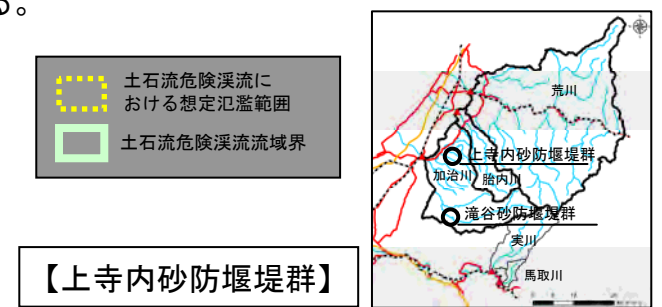 る。
土石流危険渓流に
おける想定氾濫範囲
土石流危険渓流流域界
荒川
上寺内砂防堰堤群
加治川
胎内川
滝谷砂防堰堤群
実川
馬取川
【上寺内砂防堰堤群】